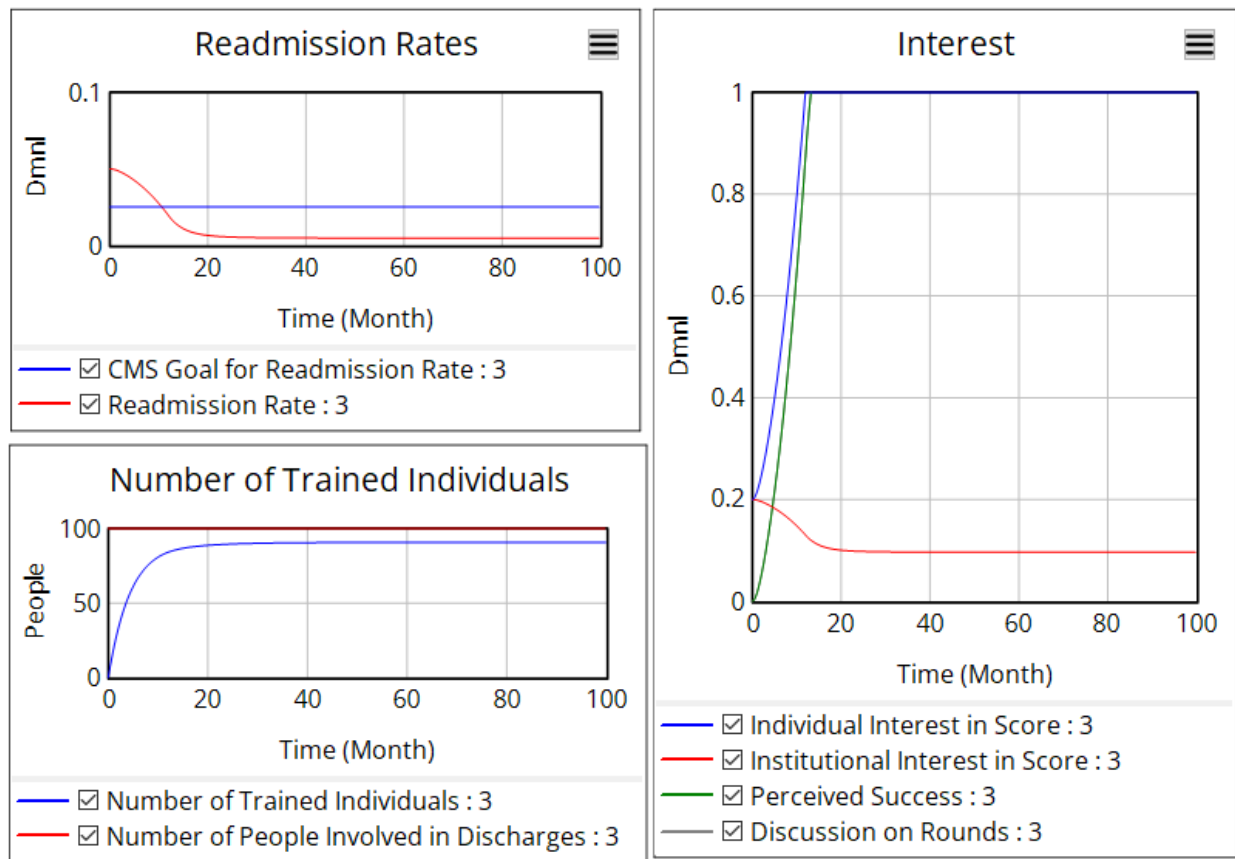 Readmission Rates
0.1
Dmnl
0
0 20 40 60 80 100
Time (Month)
CMS Goal for Readmission Rate : 3
Readmission Rate : 3
Number of Trained Individuals
100
People
50
0
0 20 40 60 80 100
Time (Month)
Number of Trained Individuals : 3
Number of People Involved in Discharges : 3
Interest
1
0.8
0.6
Dmnl
0.4
0.2
0
0 20 40 60 80 100
Time (Month)
Individual Interest in Score : 3
Institutional Interest in Score : 3
Perceived Success : 3
Discussion on Rounds : 3